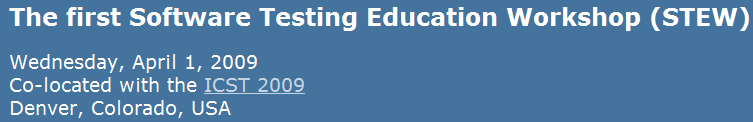 The first Software Testing Education Workshop (STEW)
Wednesday, April 1, 2009
Co-located with the ICST 2009
Denver, Colorado, USA